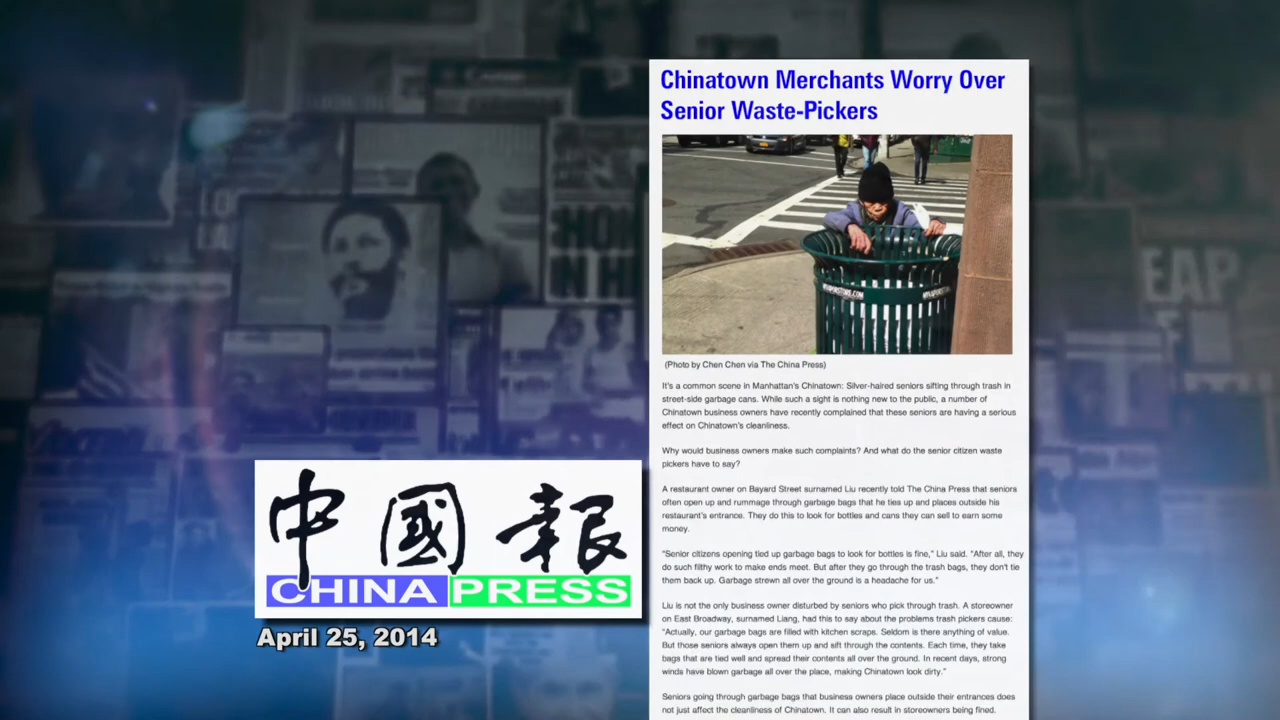 Chinatown Merchants Worry Over
Senior Waste-Pickers
(Photo by Chen Chen via The China Press)
It's a common scene in Manhattan's Chinatown: Silver-haired seniors sifting through trash in
street-side garbage cans. While such a sight is nothing new to the public, a number of
Chinatown business owners have recently complained that these seniors are having a serious
effect on Chinatown's cleanliness.
Why would business owners make such complaints? And what do the senior citizen waste
pickers have to say?
A restaurant owner on Bayard Street surnamed Liu recently told The China Press that seniors
often open up and rummage through garbage bags that he ties up and places outside his
restaurant's entrance. They do this to look for bottles and cans they can sell to earn some
money.
"Senior citizens opening tied up garbage bags to look for bottles is fine," Liu said. "After all, they
do such filthy work to make ends meet. But after they go through the trash bags, they don't tie
them back up. Garbage strewn all over the ground is a headache for us."
Liu is not the only business owner disturbed by seniors who pick through trash. A storeowner
on East Broadway, surnamed Liang, had this to say about the problems trash pickers cause:
"Actually, our garbage bags are filled with kitchen scraps. Seldom is there anything of value.
But those seniors always open them up and sift through the contents. Each time, they take
bags that are tied well and spread their contents all over the ground. In recent days, strong
winds have blown garbage all over the place, making Chinatown look dirty."
Seniors going through garbage bags that business owners place outside their entrances does
not just affect the cleanliness of Chinatown. It can also result in storeowners being fined.
中國報
CHINA PRESS
April 25, 2014
EAP